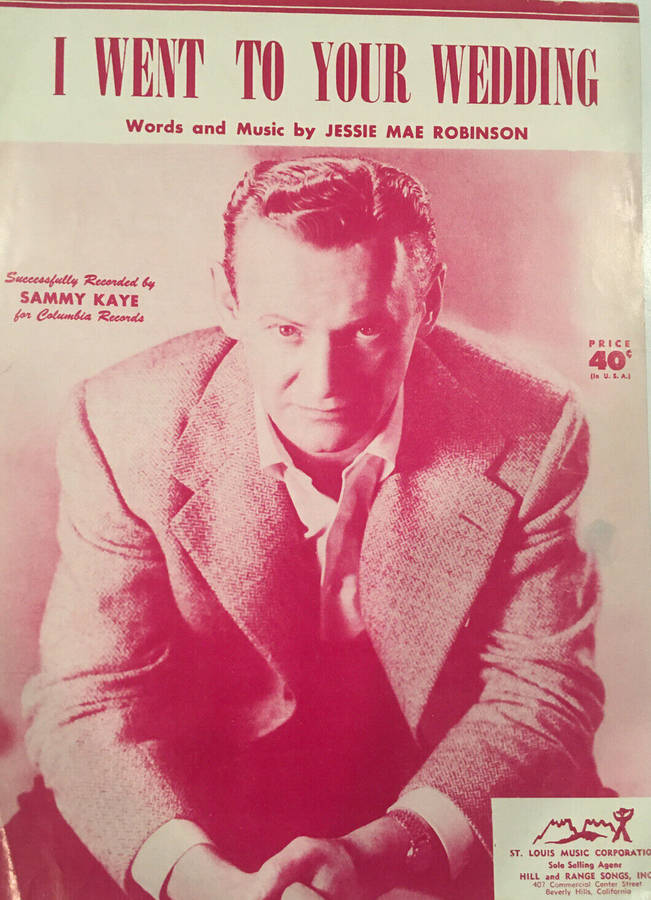 I WENT TO YOUR WEDDING
Words and Music by JESSIE MAE ROBINSON
Successfully Recorded by
SAMMY KAYE
for Columbia Records
PRICE
40¢
(In U. S. A.)
ST. LOUIS MUSIC CORPORATION
Sole Selling Agent
HILL and RANGE SONGS, INC
407 Commercial Center Street
Beverly Hills, California